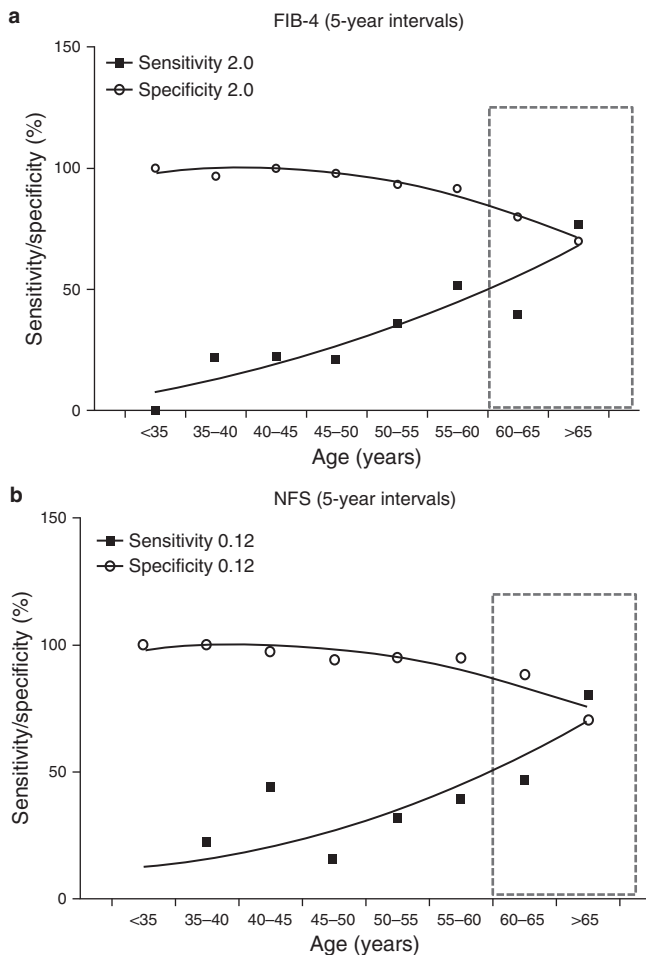 a
FIB-4 (5-year intervals)
150
Sensitivity 2.0
Specificity 2.0
100
50
0
Sensitivity/specificity (%)
<35 35–40 40–45 45–50 50–55 55–60 60–65 >65
Age (years)
b
NFS (5-year intervals)
150
Sensitivity 0.12
Specificity 0.12
100
50
0
Sensitivity/specificity (%)
<35 35–40 40–45 45–50 50–55 55–60 60–65 >65
Age (years)